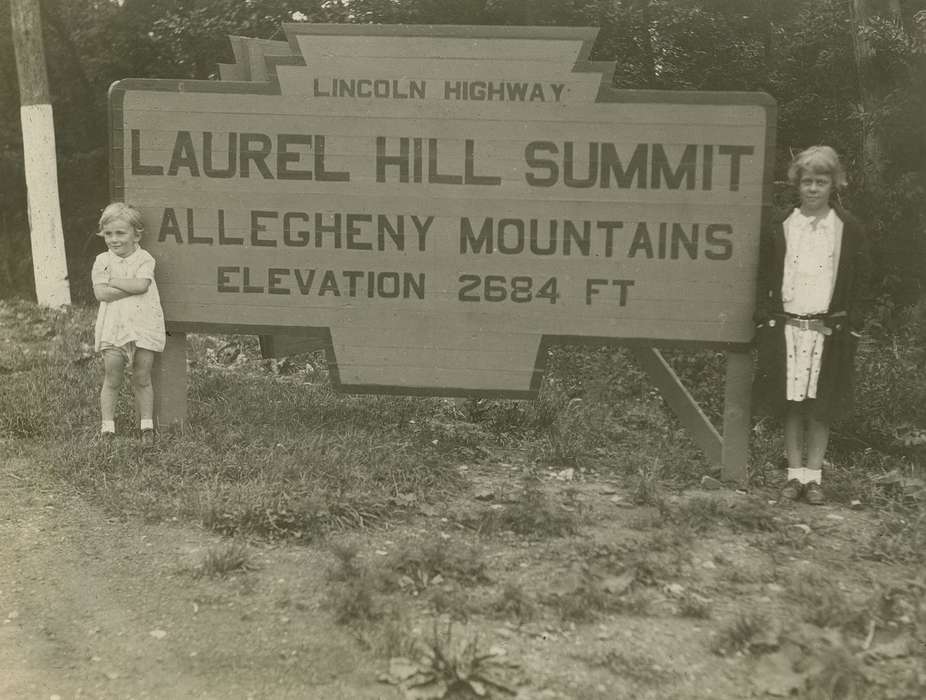 LINCOLN HIGHWAY
LAUREL HILL SUMMIT
ALLEGHENY MOUNTAINS
ELEVATION 2684 FT